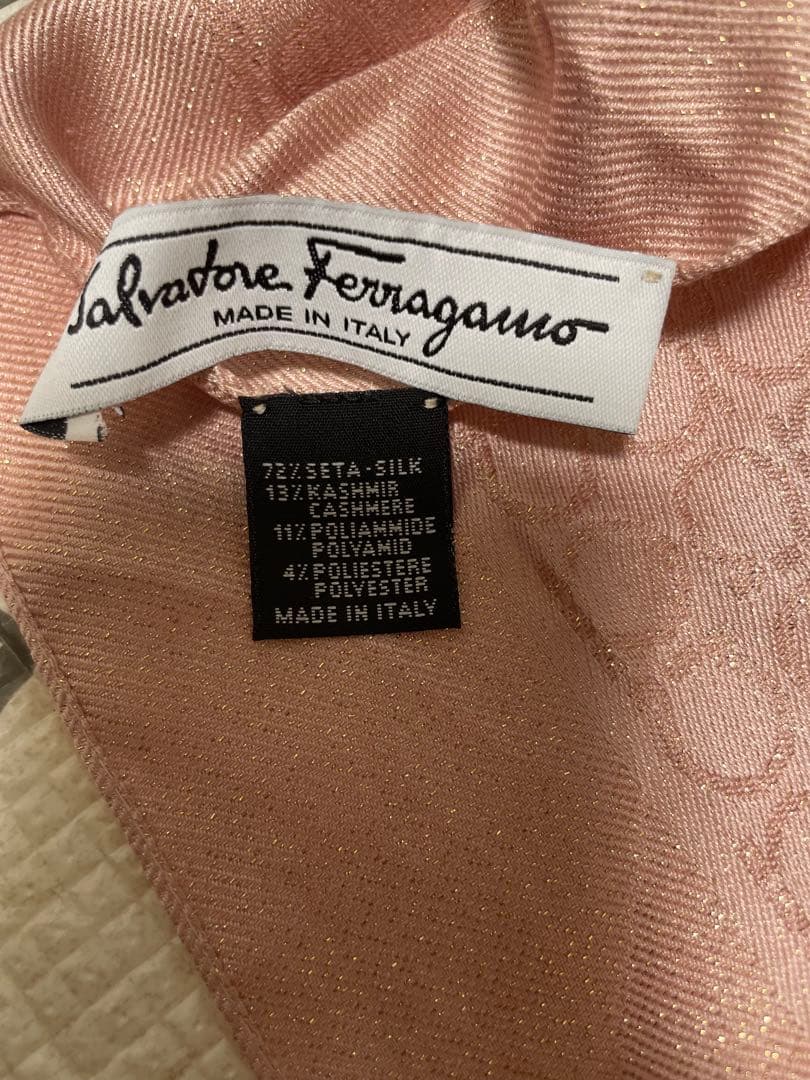 Salvatore Ferragamo
MADE IN ITALY
72% SETA-SILK
13% KASHMIR
CASHMERE
11% POLIAMMIDE
POLYAMID
4% POLIESTERE
POLYESTER
MADE IN ITALY